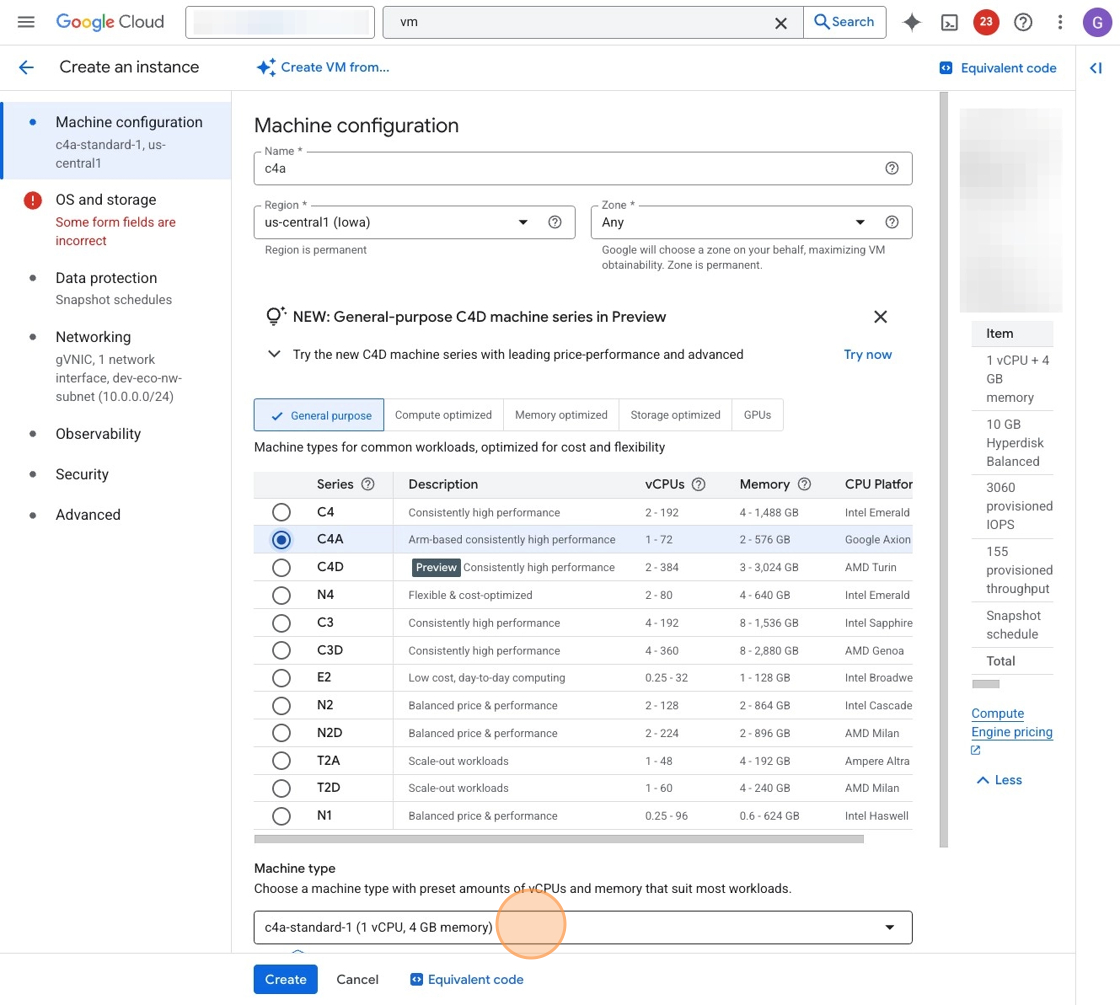 Google Cloud
vm
Search
23
G
Create an instance
Create VM from...
Equivalent code
Machine configuration
c4a-standard-1, us-
central1
OS and storage
Some form fields are
incorrect
Data protection
Snapshot schedules
Networking
gVNIC, 1 network
interface, dev-eco-nw-
subnet (10.0.0.0/24)
Observability
Security
Advanced
Machine configuration
Name *
c4a
Region *
us-central1 (Iowa)
Region is permanent
Zone *
Any
Google will choose a zone on your behalf, maximizing VM
obtainability. Zone is permanent.
NEW: General-purpose C4D machine series in Preview
Try the new C4D machine series with leading price-performance and advanced
Try now
General purpose
Compute optimized
Memory optimized
Storage optimized
GPUs
Machine types for common workloads, optimized for cost and flexibility
Series Description vCPUs Memory CPU Platfor
C4 Consistently high performance 2 - 192 4 - 1,488 GB Intel Emerald
C4A Arm-based consistently high performance 1 - 72 2 - 576 GB Google Axion
C4D Preview Consistently high performance 2 - 384 3 - 3,024 GB AMD Turin
N4 Flexible & cost-optimized 2 - 80 4 - 640 GB Intel Emerald
C3 Consistently high performance 4 - 192 8 - 1,536 GB Intel Sapphire
C3D Consistently high performance 4 - 360 8 - 2,880 GB AMD Genoa
E2 Low cost, day-to-day computing 0.25 - 32 1 - 128 GB Intel Broadwe
N2 Balanced price & performance 2 - 128 2 - 864 GB Intel Cascade
N2D Balanced price & performance 2 - 224 2 - 896 GB AMD Milan
T2A Scale-out workloads 1 - 48 4 - 192 GB Ampere Altra
T2D Scale-out workloads 1 - 60 4 - 240 GB AMD Milan
N1 Balanced price & performance 0.25 - 96 0.6 - 624 GB Intel Haswell
Machine type
Choose a machine type with preset amounts of vCPUs and memory that suit most workloads.
c4a-standard-1 (1 vCPU, 4 GB memory)
Create
Cancel
Equivalent code
Item
1 vCPU + 4
GB
memory
10 GB
Hyperdisk
Balanced
3060
provisioned
IOPS
155
provisioned
throughput
Snapshot
schedule
Total
Compute
Engine pricing
Less